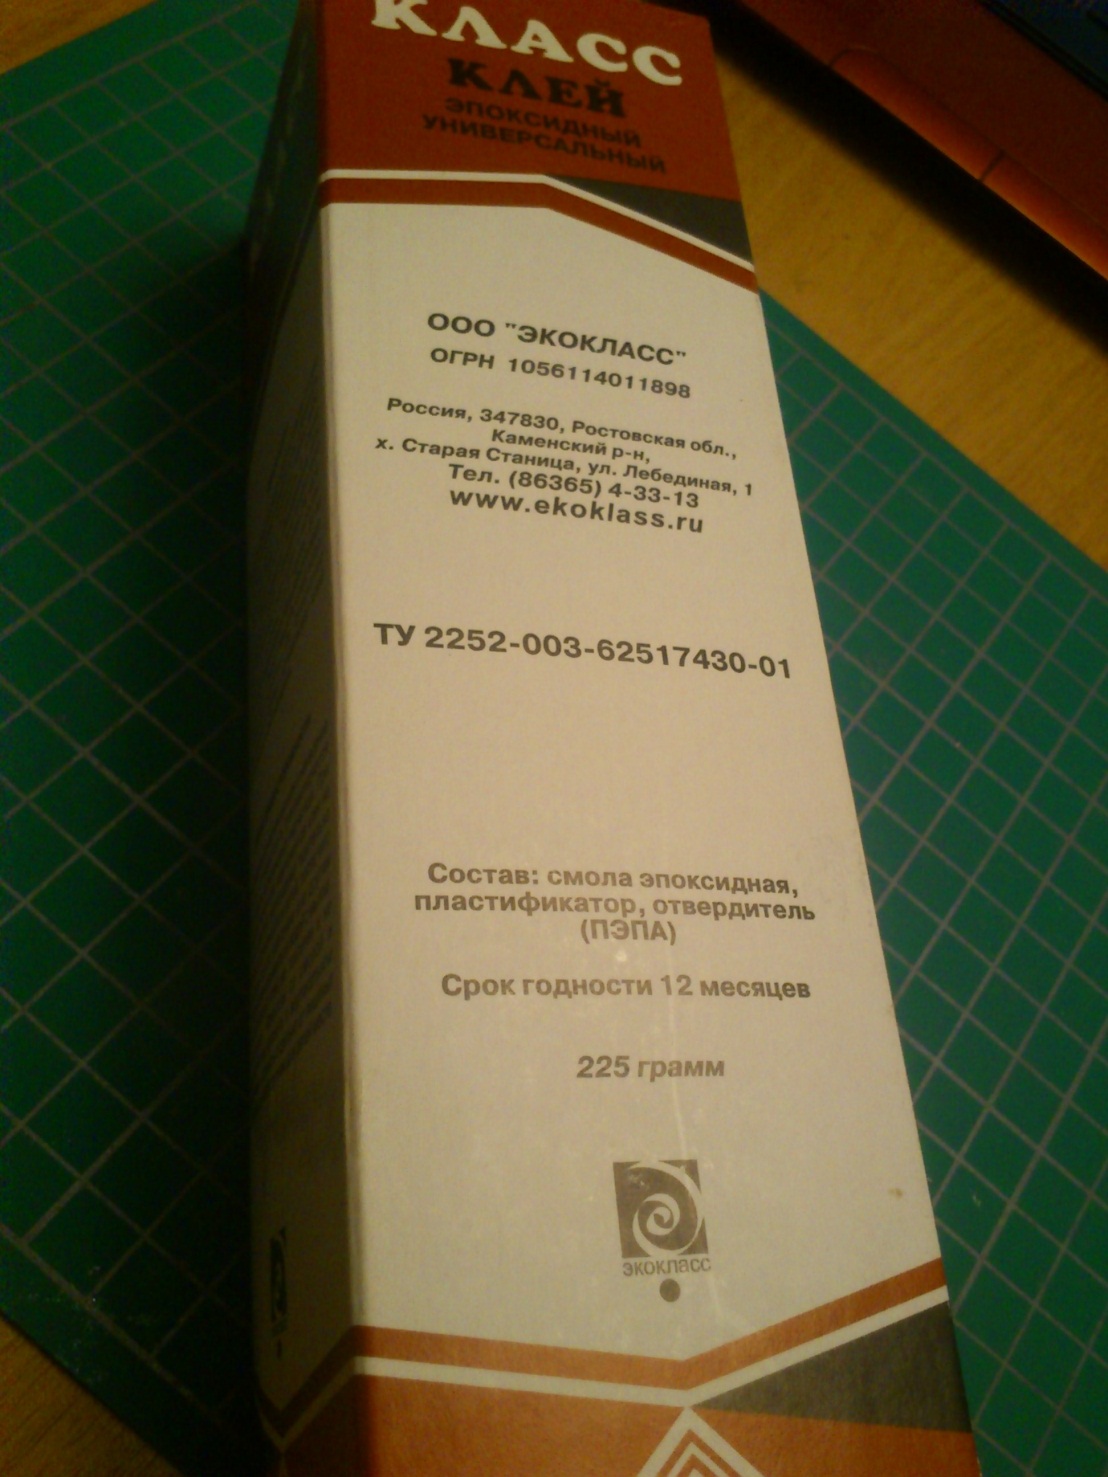 КЛАСС
КЛЕЙ
ЭПОКСИДНЫЙ
УНИВЕРСАЛЬНЫЙ
ООО "ЭКОКЛАСС"
ОГРН 1056114011898
Россия, 347830, Ростовская обл.,
Каменский р-н,
х. Старая Станица, ул. Лебединая, 1
Тел. (86365) 4-33-13
www.ekoklass.ru
ТУ 2252-003-62517430-01
Состав: смола эпоксидная,
пластификатор, отвердитель
(ПЭПА)
Срок годности 12 месяцев
225 грамм
экокласс